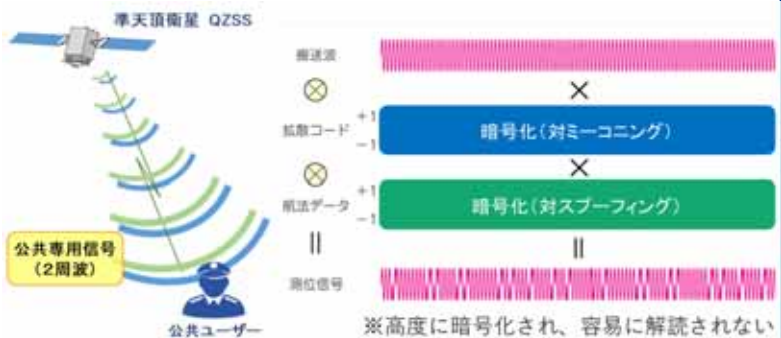 準天頂衛星 QZSS
搬送波
×
拡散コード
+1
-1
暗号化(対ミーコニング)
×
航法データ
+1
-1
暗号化(対スプーフィング)
公共専用信号
(2周波)
||
||
測位信号
公共ユーザー
※高度に暗号化され、容易に解読されない